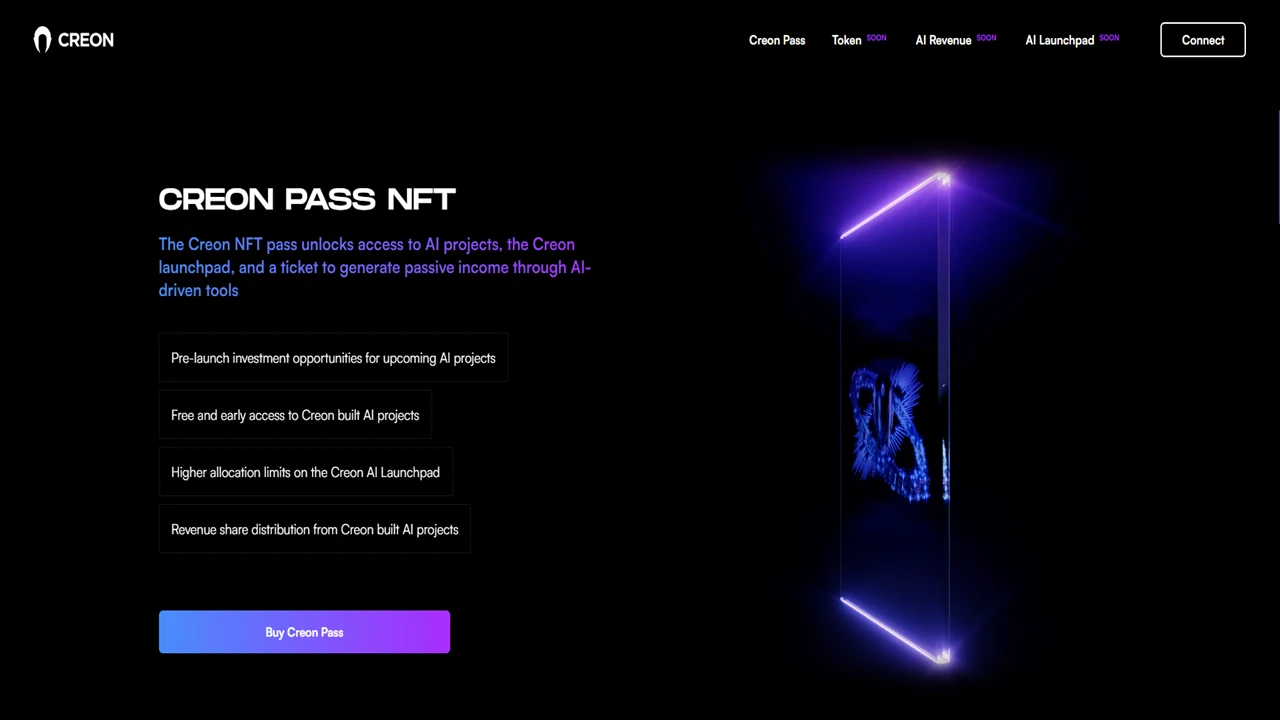 CREON
Creon Pass
Token SOON
AI Revenue SOON
AI Launchpad SOON
Connect
CREON PASS NFT
The Creon NFT pass unlocks access to AI projects, the Creon
launchpad, and a ticket to generate passive income through AI-
driven tools
Pre-launch investment opportunities for upcoming AI projects
Free and early access to Creon built AI projects
Higher allocation limits on the Creon AI Launchpad
Revenue share distribution from Creon built AI projects
Buy Creon Pass